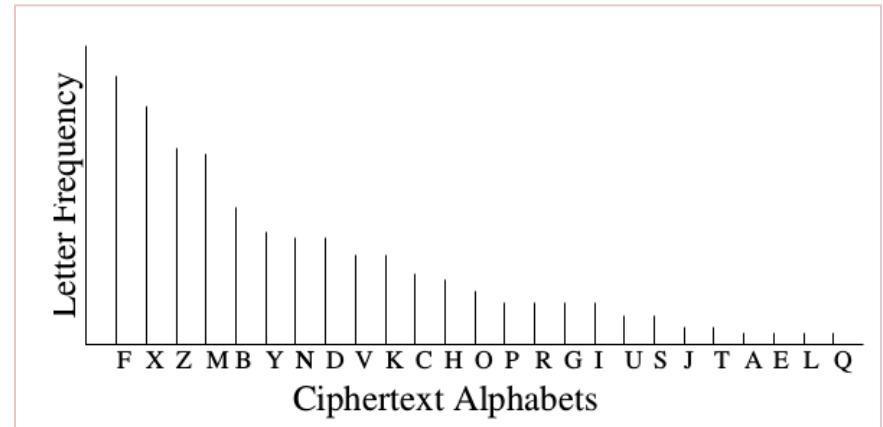 Letter Frequency
F X Z M B Y N D V K C H O P R G I U S J T A E L Q
Ciphertext Alphabets